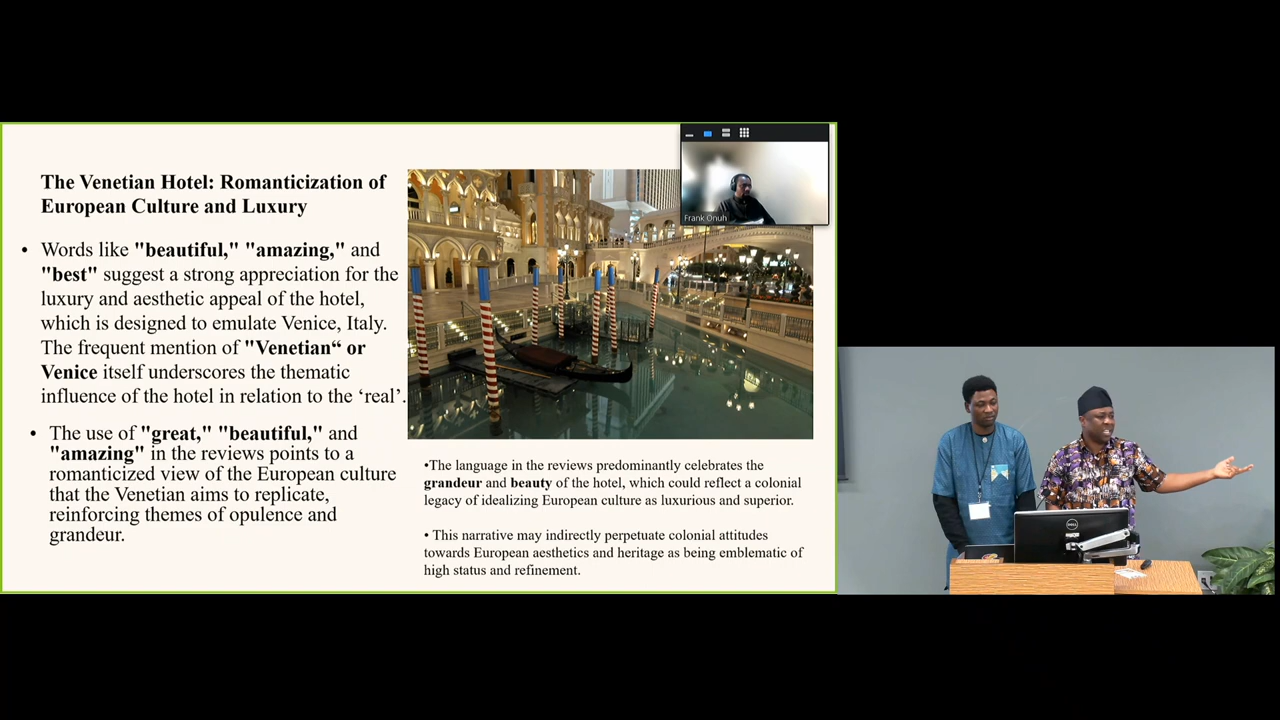 The Venetian Hotel: Romanticization of
European Culture and Luxury
• Words like "beautiful," "amazing," and
"best" suggest a strong appreciation for the
luxury and aesthetic appeal of the hotel,
which is designed to emulate Venice, Italy.
The frequent mention of "Venetian“ or
Venice itself underscores the thematic
influence of the hotel in relation to the ‘real’.
• The use of "great," "beautiful," and
"amazing" in the reviews points to a
romanticized view of the European culture
that the Venetian aims to replicate,
reinforcing themes of opulence and
grandeur.
Frank Onuh
•The language in the reviews predominantly celebrates the
grandeur and beauty of the hotel, which could reflect a colonial
legacy of idealizing European culture as luxurious and superior.
• This narrative may indirectly perpetuate colonial attitudes
towards European aesthetics and heritage as being emblematic of
high status and refinement.
DELL